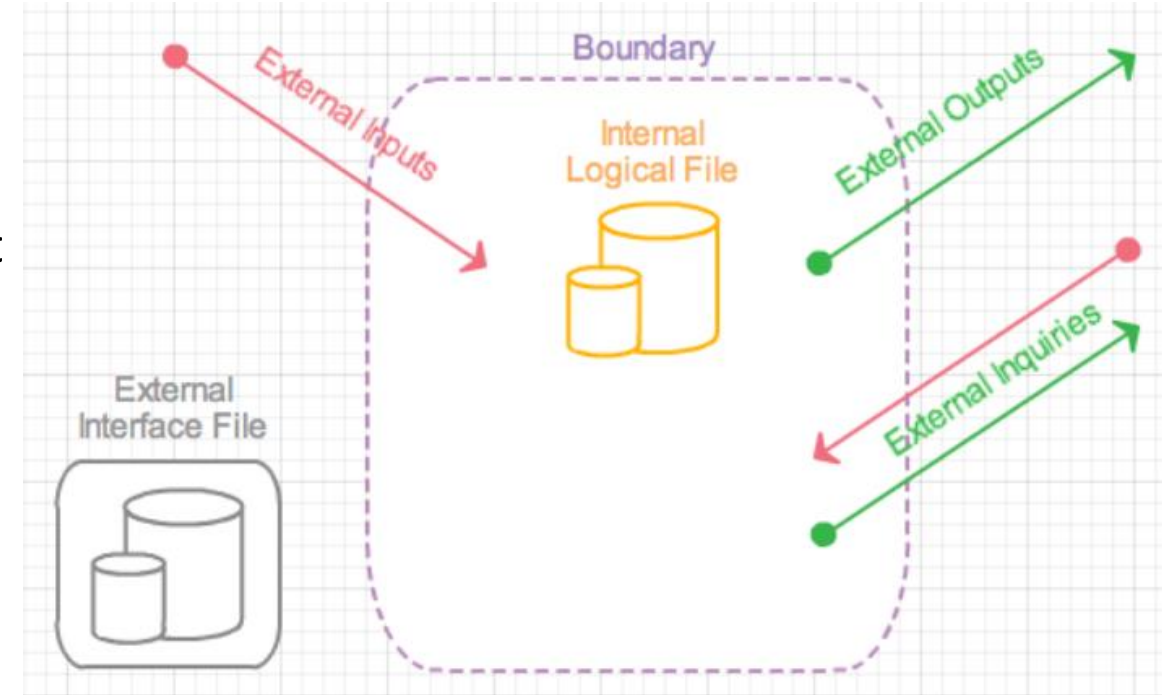 Boundary
External Inputs
Internal
Logical File
External Outputs
External Inquiries
External
Interface File